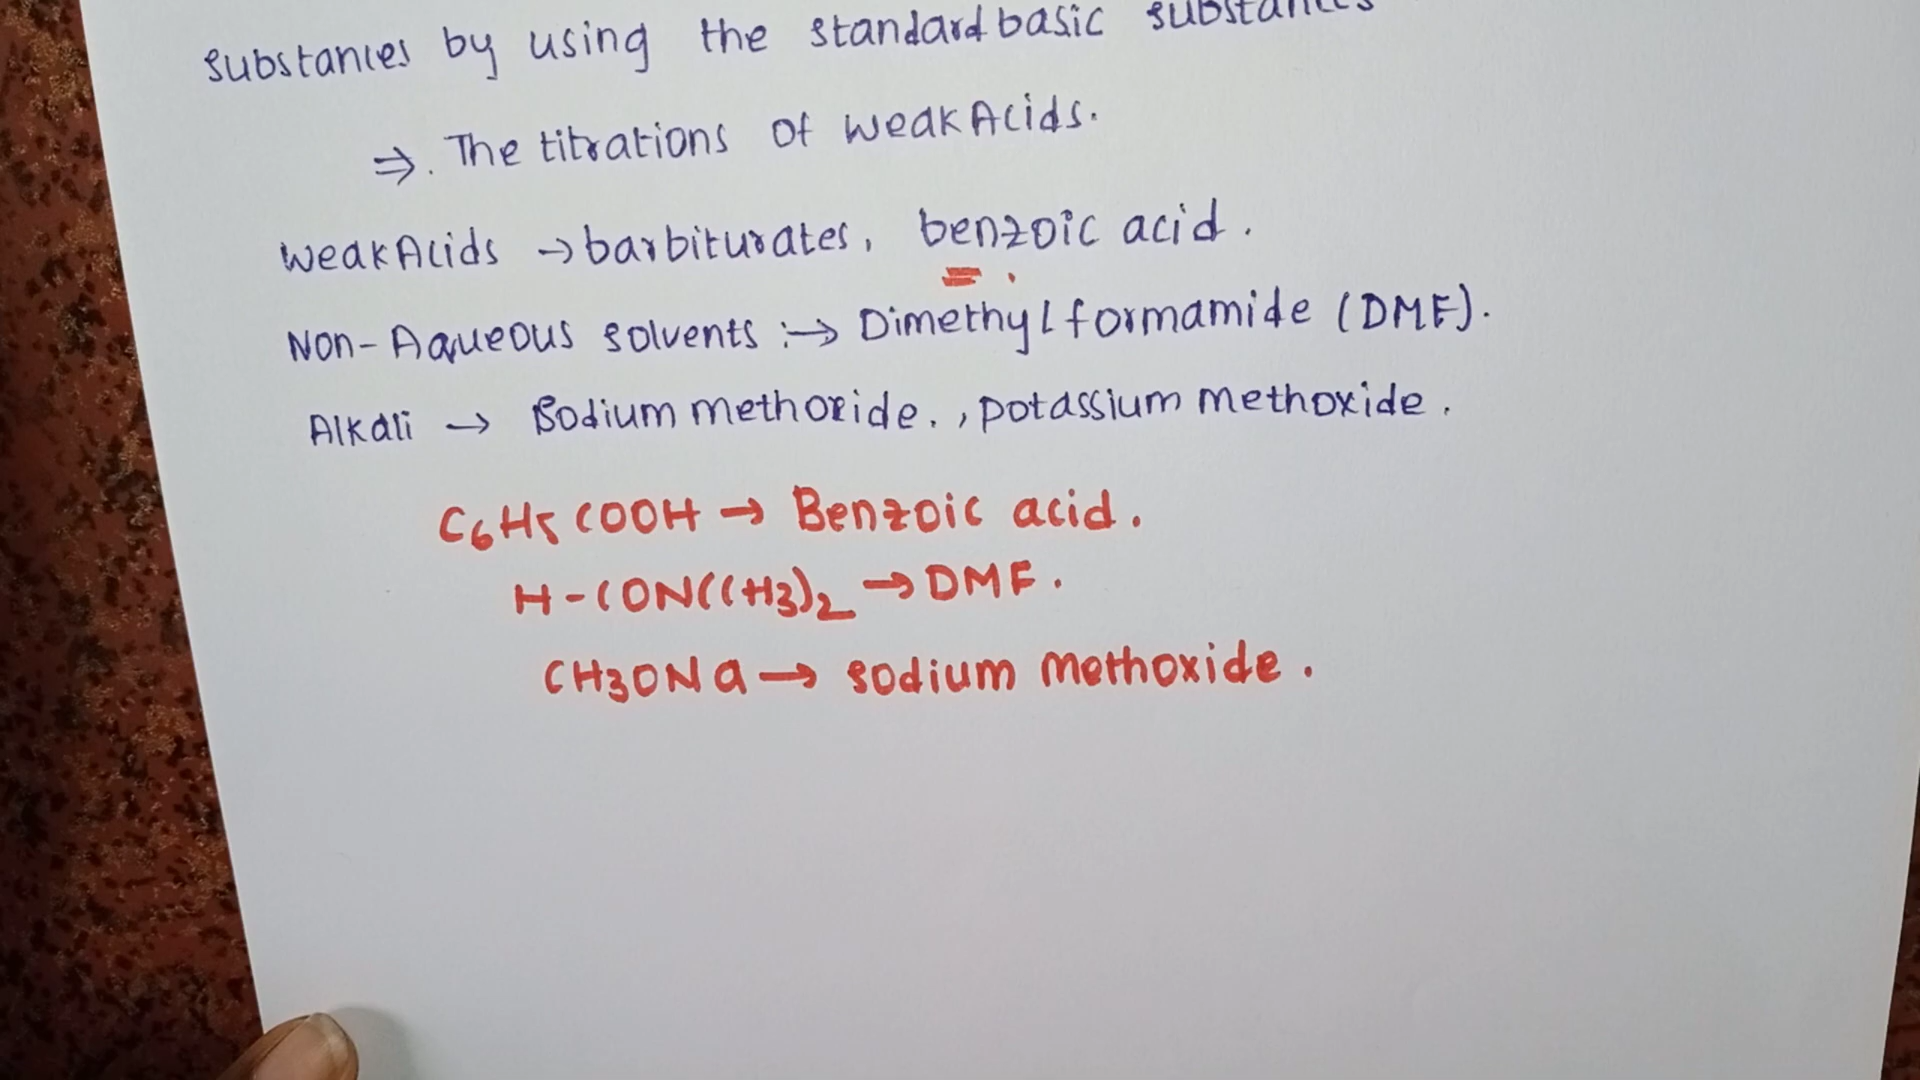 substances by using the standard basic substances
⇒. The titrations of weak Acids.
weak Acids → barbiturates, benzoic acid.
Non-Aqueous solvents :→ Dimethyl formamide (DMF).
Alkali → Sodium methoxide., potassium methoxide.
C6H5COOH → Benzoic acid.
H-CON(CH3)2 → DMF.
CH3ONa → sodium methoxide.